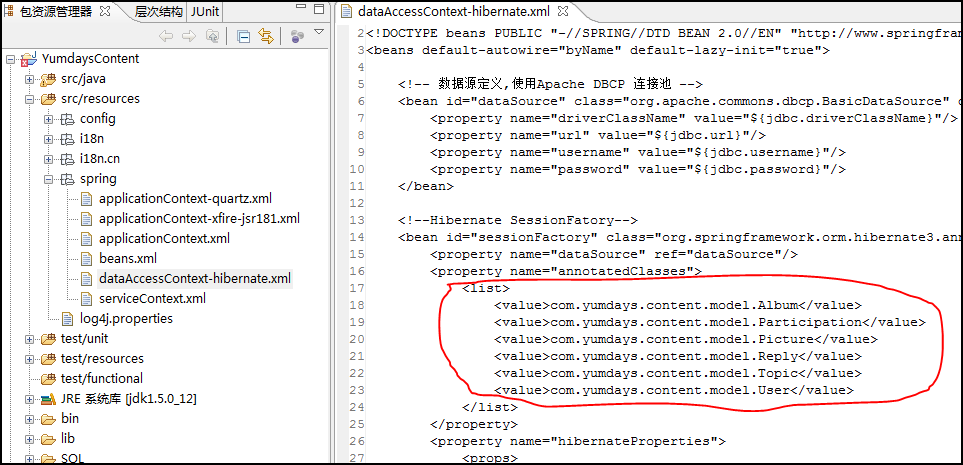 包资源管理器
层次结构
JUnit
YumdaysContent
src/java
src/resources
config
i18n
i18n.cn
spring
applicationContext-quartz.xml
applicationContext-xfire-jsr181.xml
applicationContext.xml
beans.xml
dataAccessContext-hibernate.xml
serviceContext.xml
log4j.properties
test/unit
test/resources
test/functional
JRE 系统库 [jdk1.5.0_12]
bin
lib
SQL
dataAccessContext-hibernate.xml
2 <!DOCTYPE beans PUBLIC "-//SPRING//DTD BEAN 2.0//EN" "http://www.springfram
3 <beans default-autowire="byName" default-lazy-init="true">
4
5 <!-- 数据源定义,使用Apache DBCP 连接池 -->
6 <bean id="dataSource" class="org.apache.commons.dbcp.BasicDataSource" d
7 <property name="driverClassName" value="${jdbc.driverClassName}"/>
8 <property name="url" value="${jdbc.url}"/>
9 <property name="username" value="${jdbc.username}"/>
10 <property name="password" value="${jdbc.password}"/>
11 </bean>
12
13 <!--Hibernate SessionFatory-->
14 <bean id="sessionFactory" class="org.springframework.orm.hibernate3.ann
15 <property name="dataSource" ref="dataSource"/>
16 <property name="annotatedClasses">
17 <list>
18 <value>com.yumdays.content.model.Album</value>
19 <value>com.yumdays.content.model.Participation</value>
20 <value>com.yumdays.content.model.Picture</value>
21 <value>com.yumdays.content.model.Reply</value>
22 <value>com.yumdays.content.model.Topic</value>
23 <value>com.yumdays.content.model.User</value>
24 </list>
25 </property>
26 <property name="hibernateProperties">
27 <props>